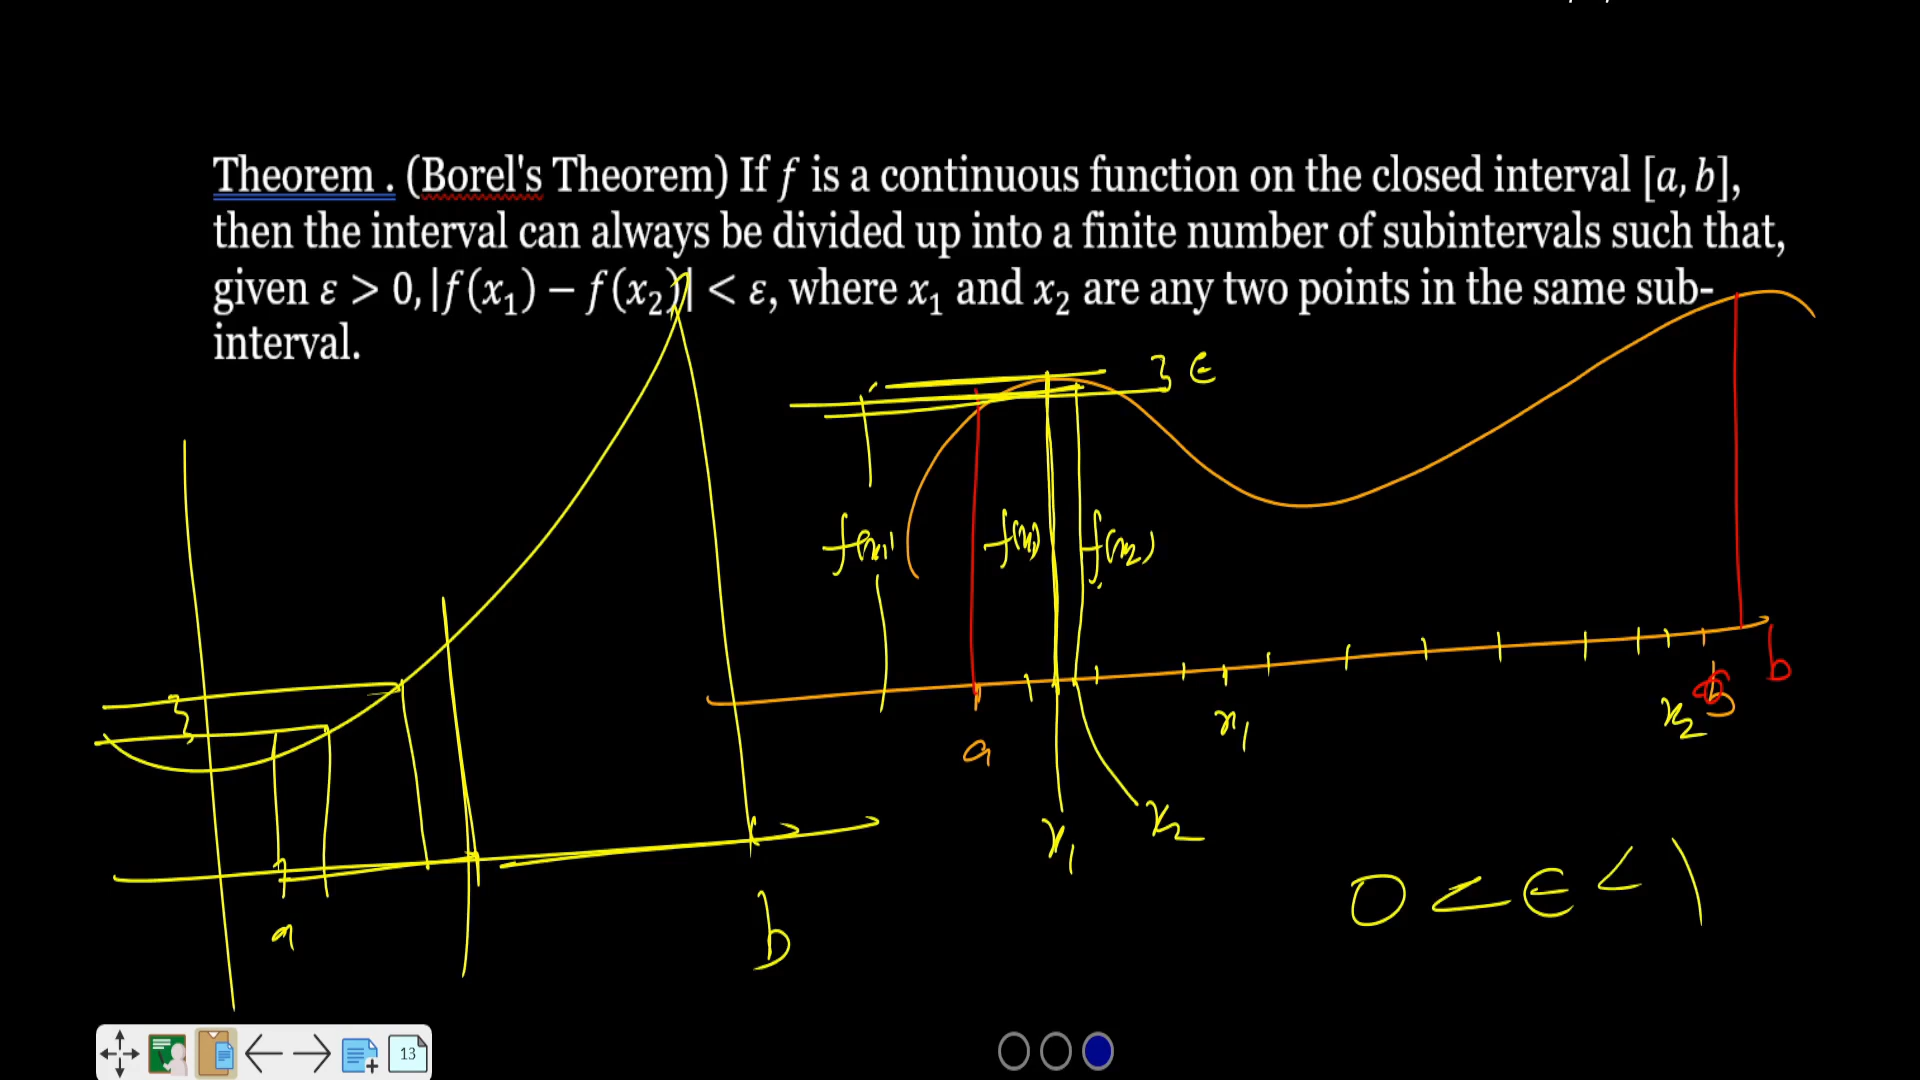 Theorem . (Borel's Theorem) If f is a continuous function on the closed interval [a, b],
then the interval can always be divided up into a finite number of subintervals such that,
given ε > 0, |f(x₁) − f(x₂)| < ε, where x₁ and x₂ are any two points in the same sub-
interval.
} ϵ
f(x₁) f(x₁) f(x₂)
b
x₁ x₂
a
x₁ x₂
0 < ϵ < 1
a b
13